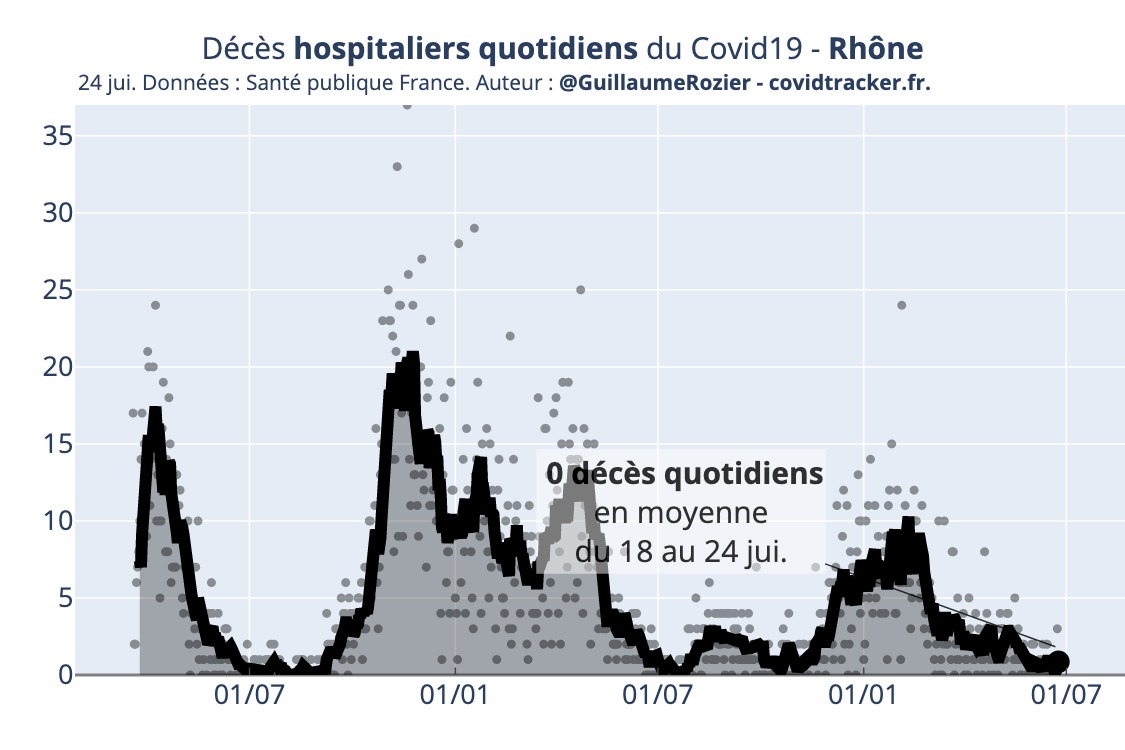 Décès hospitaliers quotidiens du Covid19 - Rhône
24 jui. Données : Santé publique France. Auteur : @GuillaumeRozier - covidtracker.fr.
35
30
25
20
15
10
5
0
0 décès quotidiens
en moyenne
du 18 au 24 jui.
01/07
01/01
01/07
01/01
01/07